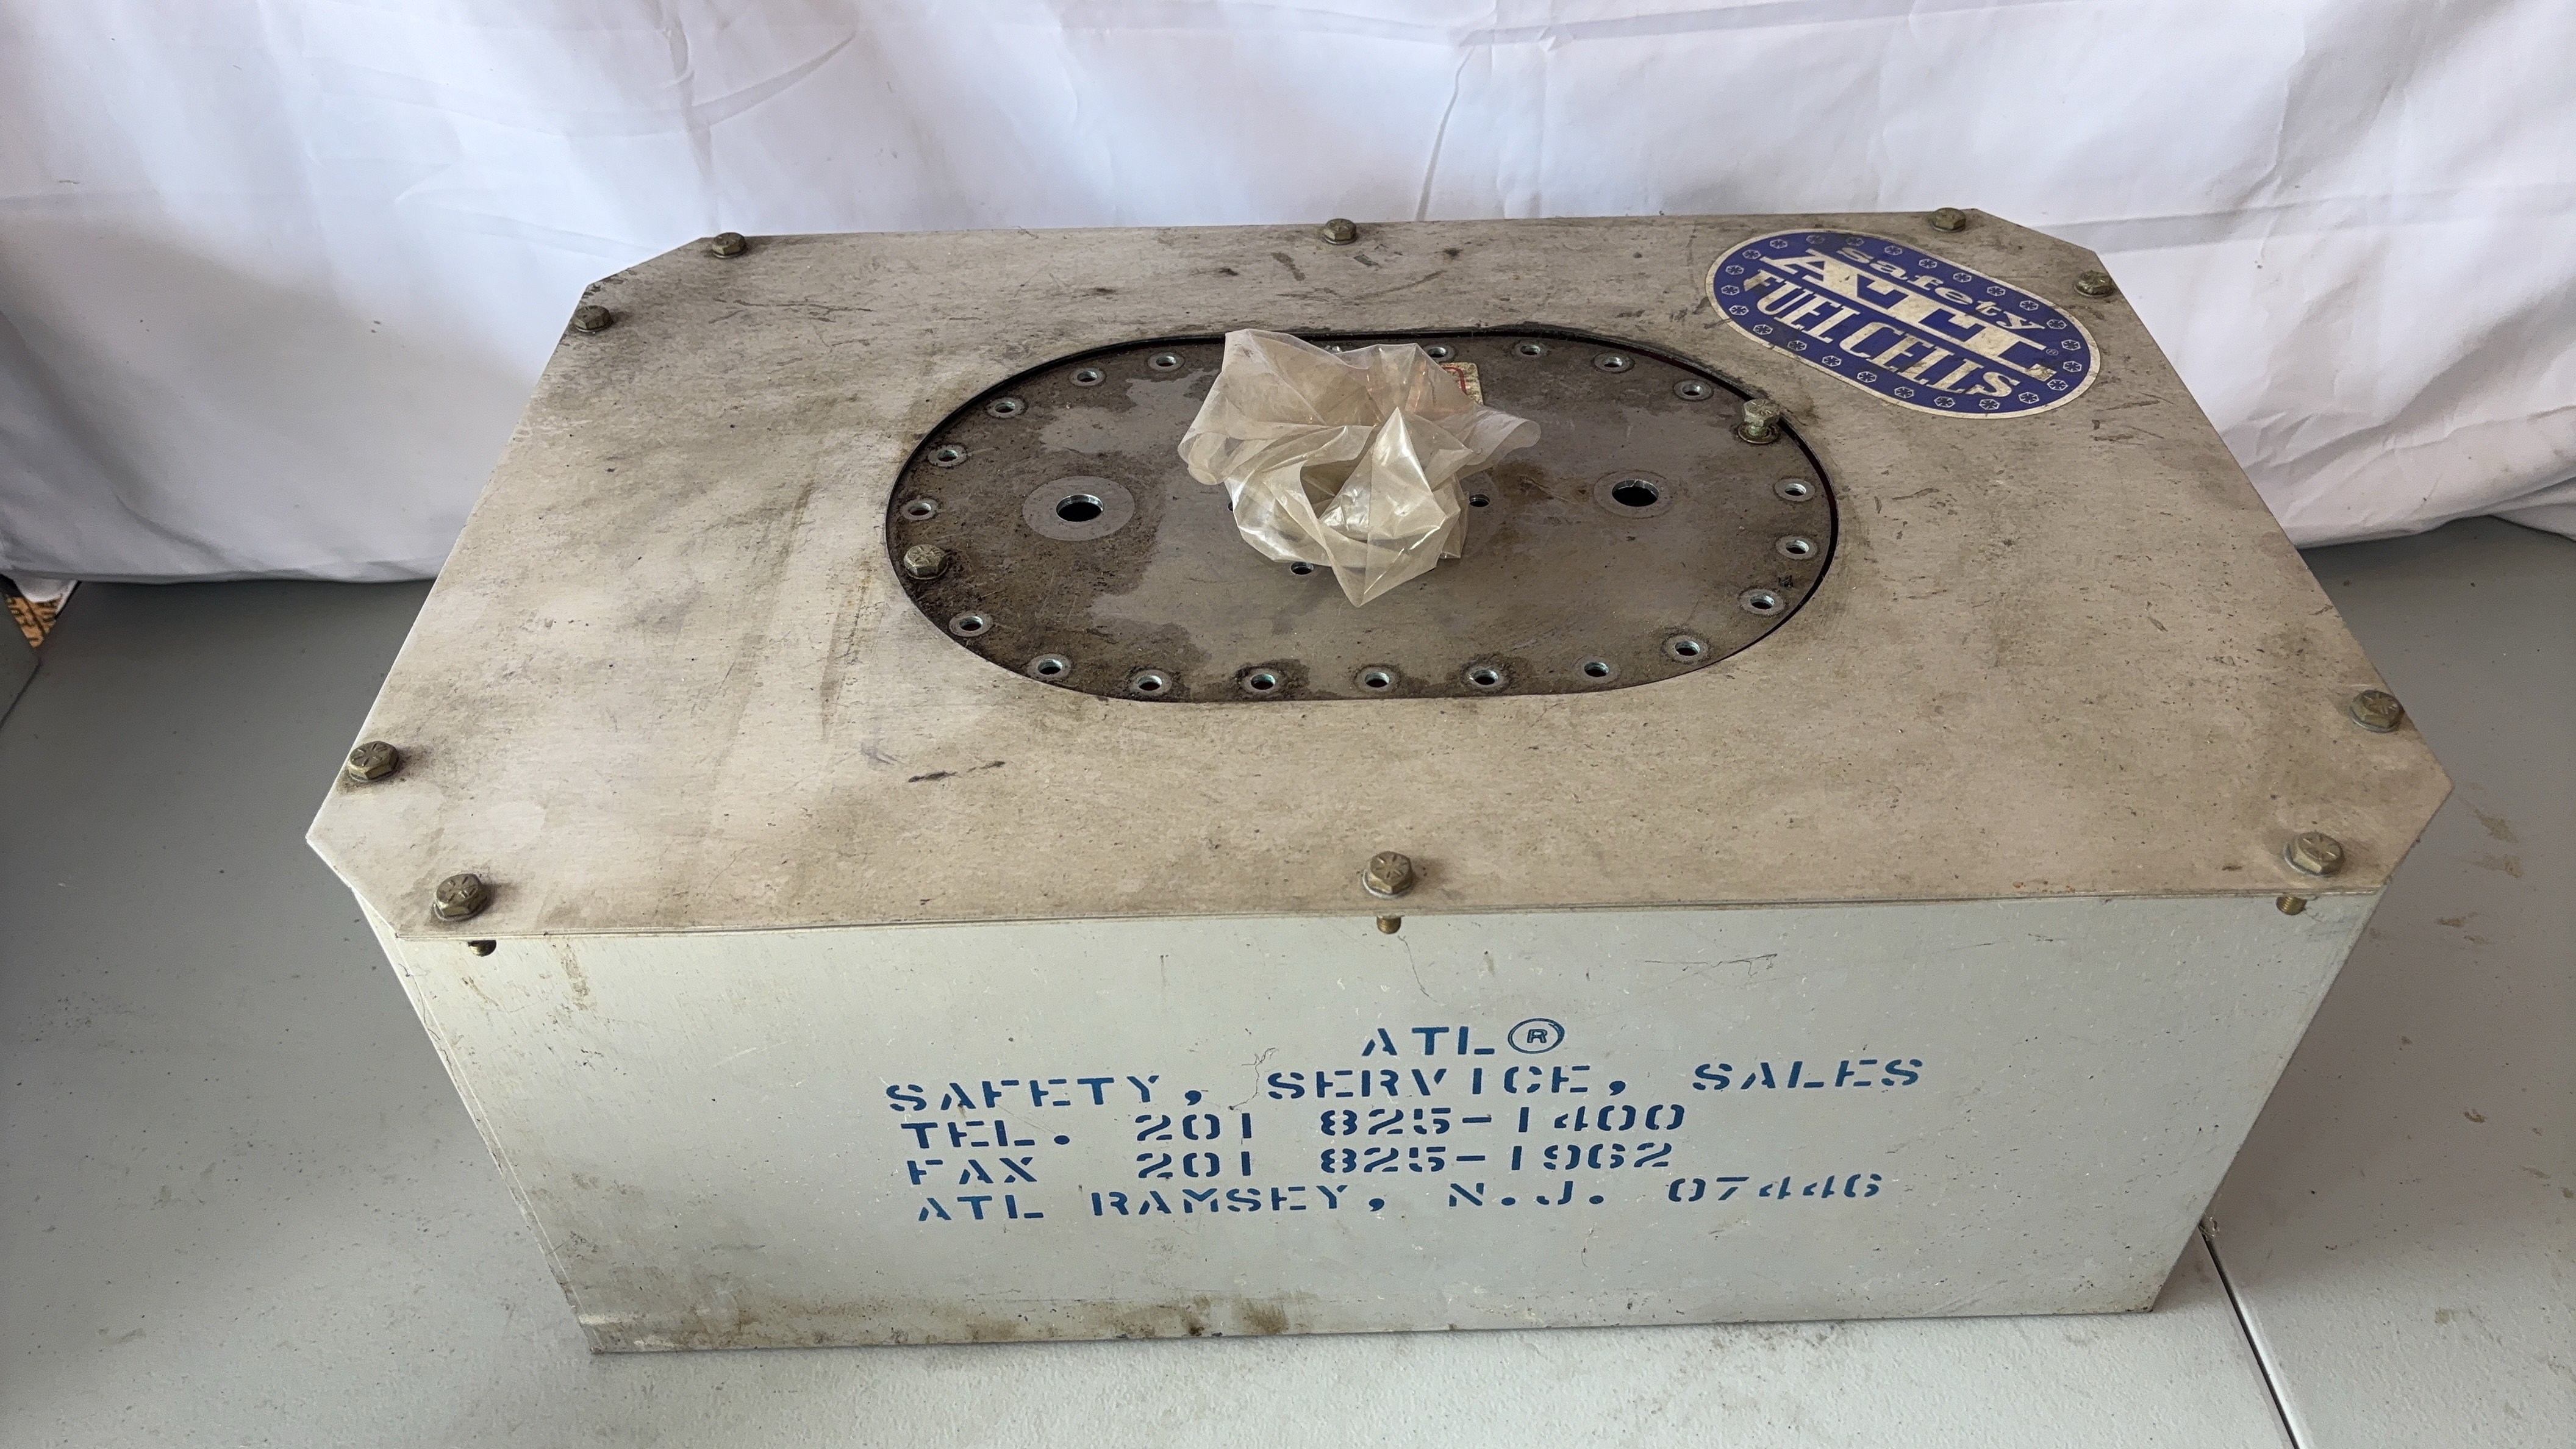 safety
ATL®
FUEL CELLS
ATL®
SAFETY, SERVICE, SALES
TEL. 201 825-1400
FAX 201 825-1962
ATL RAMSEY, N.J. 07446